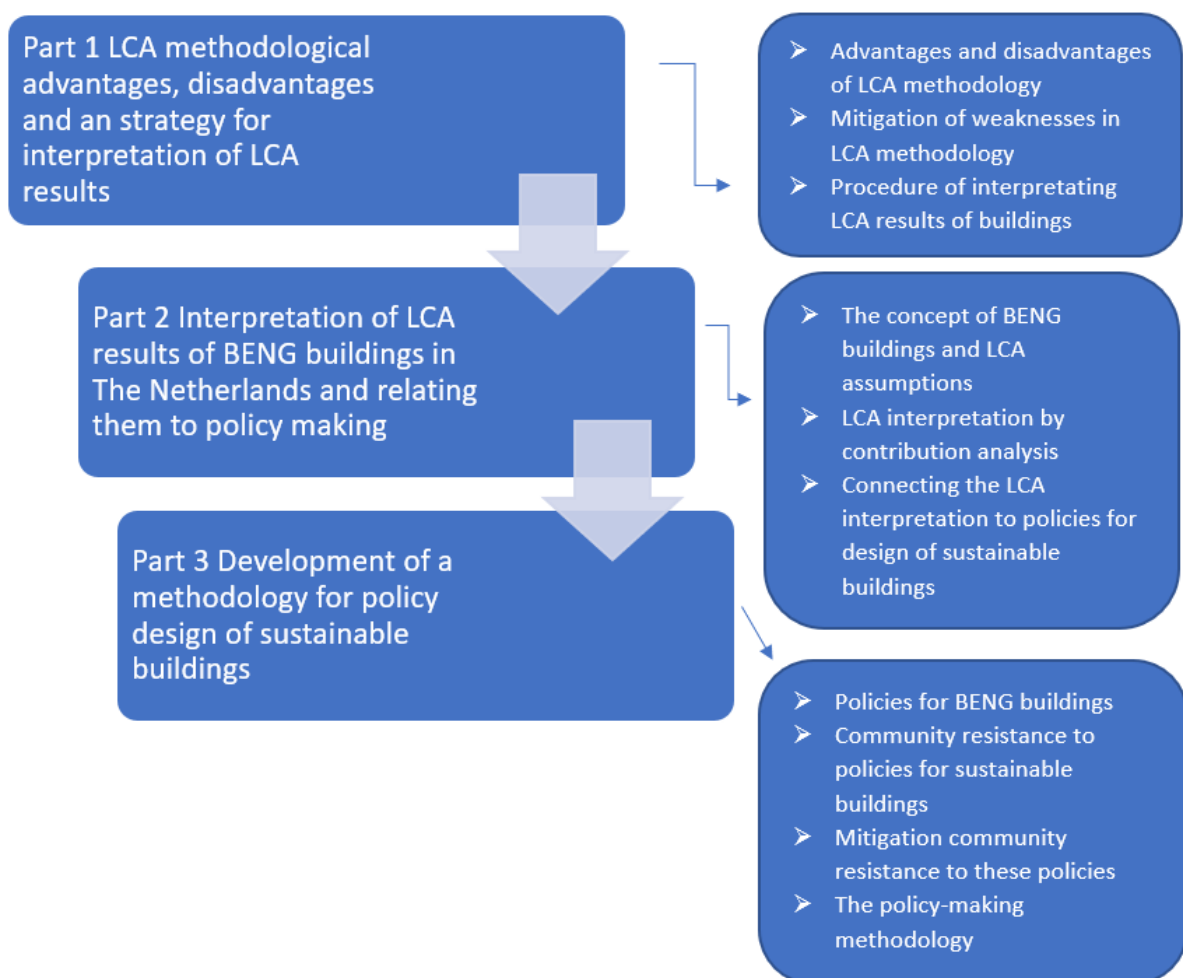 Part 1 LCA methodological
advantages, disadvantages
and an strategy for
interpretation of LCA
results
➢ Advantages and disadvantages
of LCA methodology
➢ Mitigation of weaknesses in
LCA methodology
➢ Procedure of interpretating
LCA results of buildings
Part 2 Interpretation of LCA
results of BENG buildings in
The Netherlands and relating
them to policy making
➢ The concept of BENG
buildings and LCA
assumptions
➢ LCA interpretation by
contribution analysis
➢ Connecting the LCA
interpretation to policies for
design of sustainable
buildings
Part 3 Development of a
methodology for policy
design of sustainable
buildings
➢ Policies for BENG buildings
➢ Community resistance to
policies for sustainable
buildings
➢ Mitigation community
resistance to these policies
➢ The policy-making
methodology